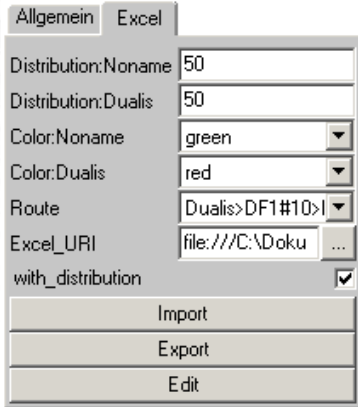 Allgemein Excel
Distribution:Noname 50
Distribution:Dualis 50
Color:Noname green
Color:Dualis red
Route Dualis>DF1#10>
Excel_URI file:///C:\Doku ...
with_distribution
Import
Export
Edit